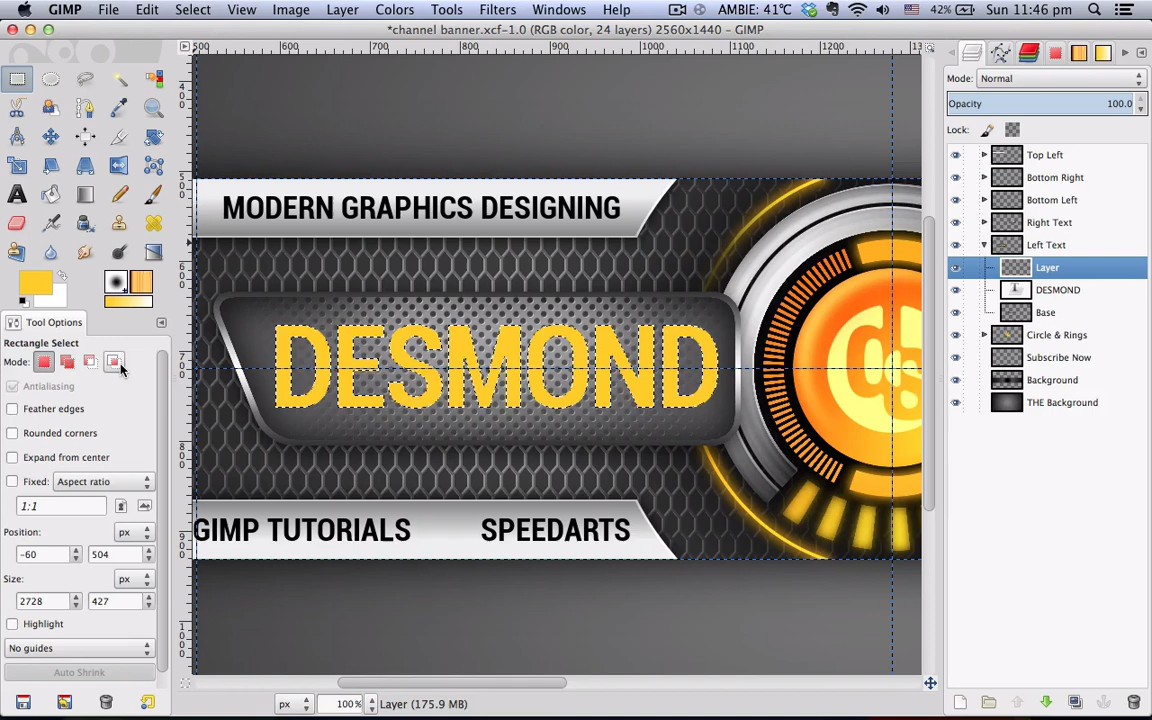 GIMP File Edit Select View Image Layer Colors Tools Filters Windows Help AMBIE: 41°C 42% Sun 11:46 pm
*channel banner.xcf-1.0 (RGB color, 24 layers) 2560x1440 – GIMP
500 600 700 800 900 1000 1100 1200
Mode: Normal
Opacity 100.0
Lock:
Top Left
Bottom Right
Bottom Left
Right Text
Left Text
Layer
DESMOND
Base
Circle & Rings
Subscribe Now
Background
THE Background
MODERN GRAPHICS DESIGNING
DESMOND
GIMP TUTORIALS SPEEDARTS
Tool Options
Rectangle Select
Mode:
Antialiasing
Feather edges
Rounded corners
Expand from center
Fixed: Aspect ratio
1:1
Position: px
-60 504
Size: px
2728 427
Highlight
No guides
Auto Shrink
px 100% Layer (175.9 MB)